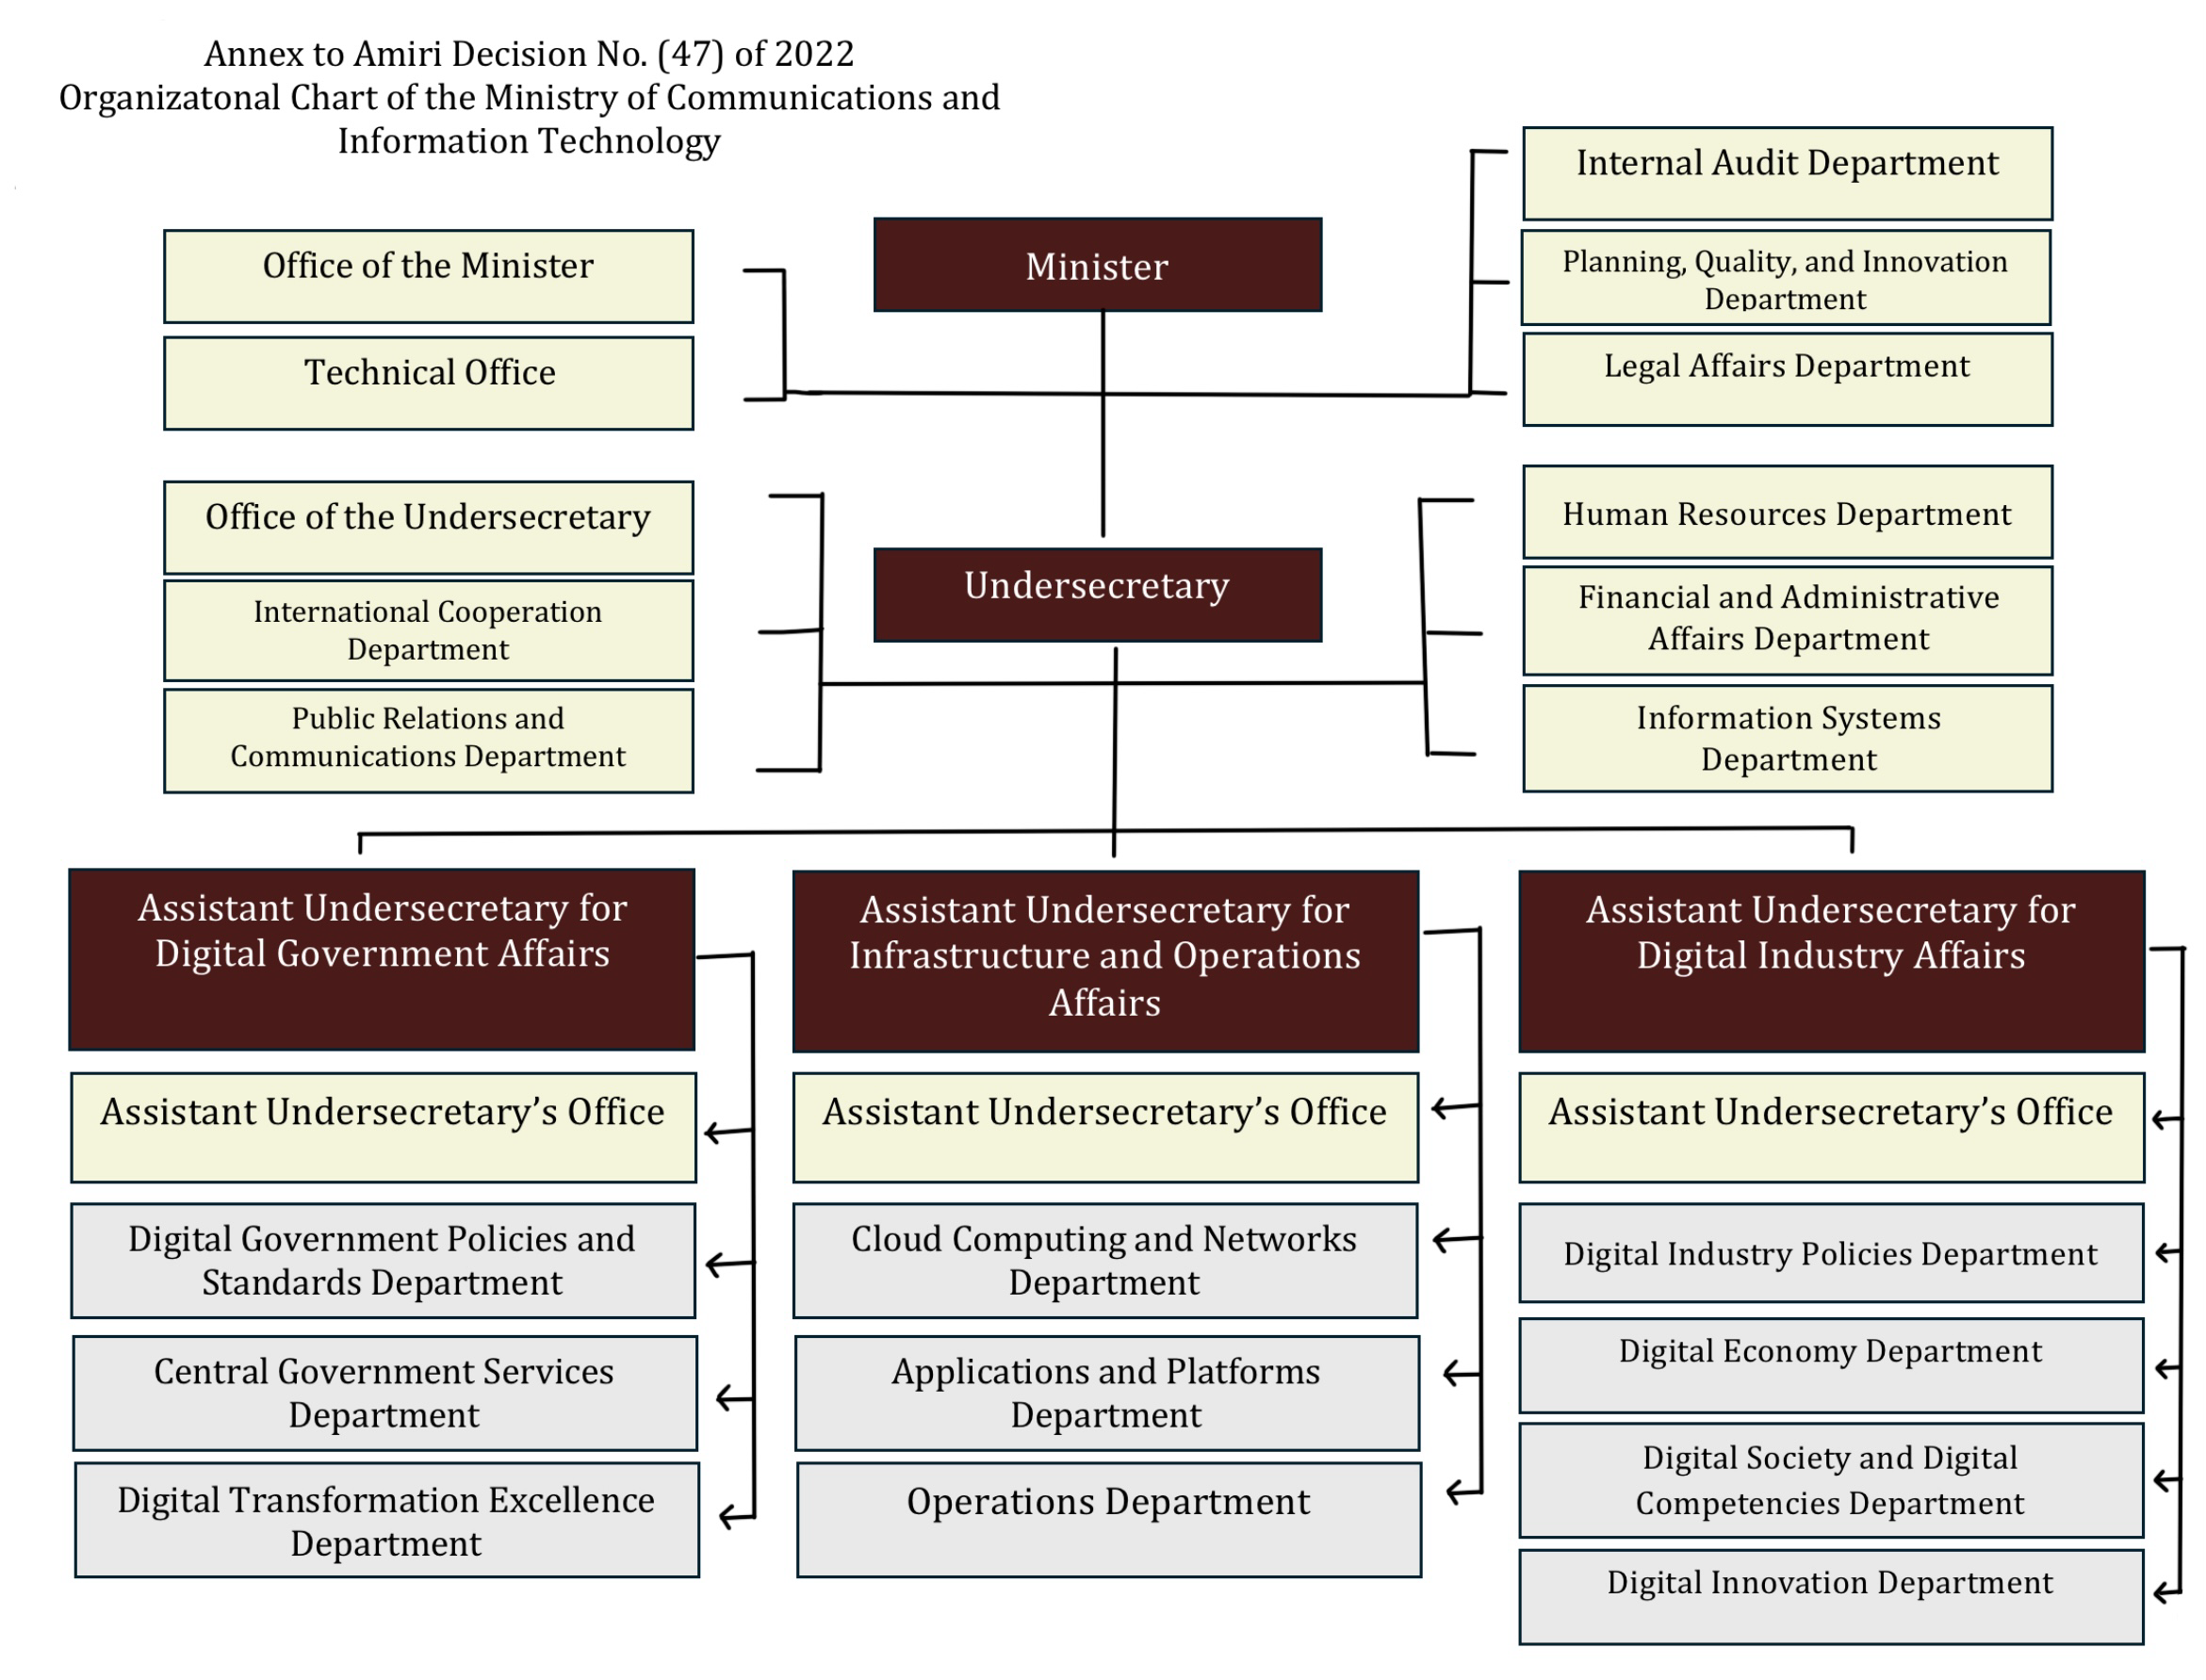 Annex to Amiri Decision No. (47) of 2022
Organizatonal Chart of the Ministry of Communications and
Information Technology
Internal Audit Department
Planning, Quality, and Innovation
Department
Legal Affairs Department
Minister
Office of the Minister
Technical Office
Office of the Undersecretary
International Cooperation
Department
Public Relations and
Communications Department
Undersecretary
Human Resources Department
Financial and Administrative
Affairs Department
Information Systems
Department
Assistant Undersecretary for
Digital Government Affairs
Assistant Undersecretary’s Office
Digital Government Policies and
Standards Department
Central Government Services
Department
Digital Transformation Excellence
Department
Assistant Undersecretary for
Infrastructure and Operations
Affairs
Assistant Undersecretary’s Office
Cloud Computing and Networks
Department
Applications and Platforms
Department
Operations Department
Assistant Undersecretary for
Digital Industry Affairs
Assistant Undersecretary’s Office
Digital Industry Policies Department
Digital Economy Department
Digital Society and Digital
Competencies Department
Digital Innovation Department